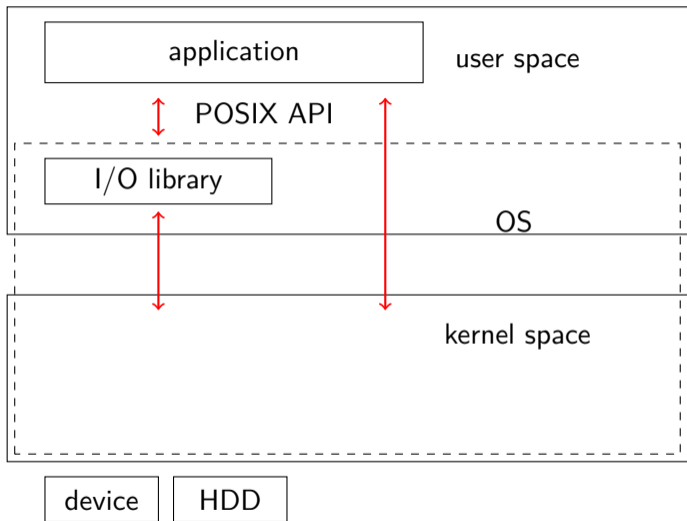 application
user space
POSIX API
I/O library
OS
kernel space
device
HDD